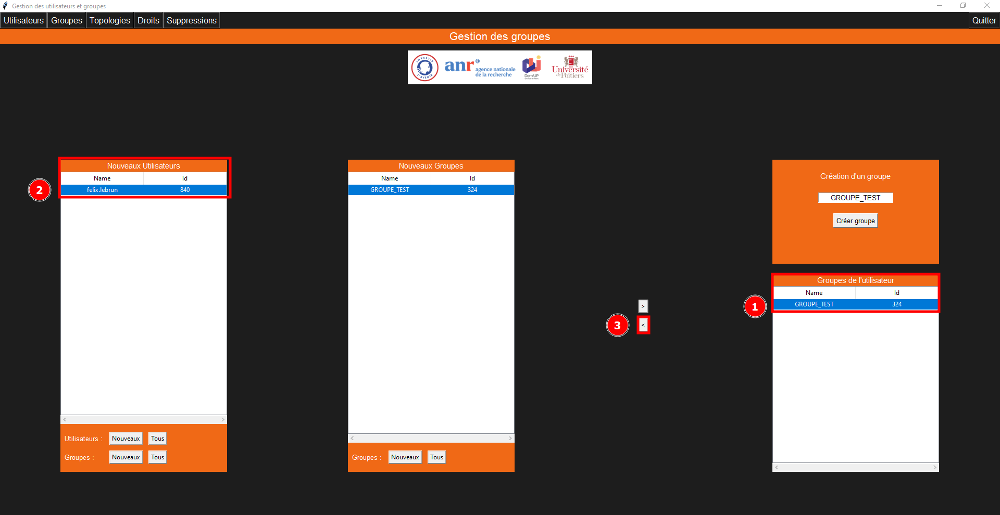 Gestion des utilisateurs et groupes
Utilisateurs Groupes Topologies Droits Suppressions Quitter
Gestion des groupes
INVESTIR L'AVENIR
anr
agence nationale
de la recherche
Dem'UP
Université
de Poitiers
Nouveaux Utilisateurs
Name Id
felix.lebrun 840
2
Utilisateurs : Nouveaux Tous
Groupes : Nouveaux Tous
Nouveaux Groupes
Name Id
GROUPE_TEST 324
Groupes : Nouveaux Tous
>
3 <
Création d'un groupe
GROUPE_TEST
Créer groupe
Groupes de l'utilisateur
Name Id
1 GROUPE_TEST 324